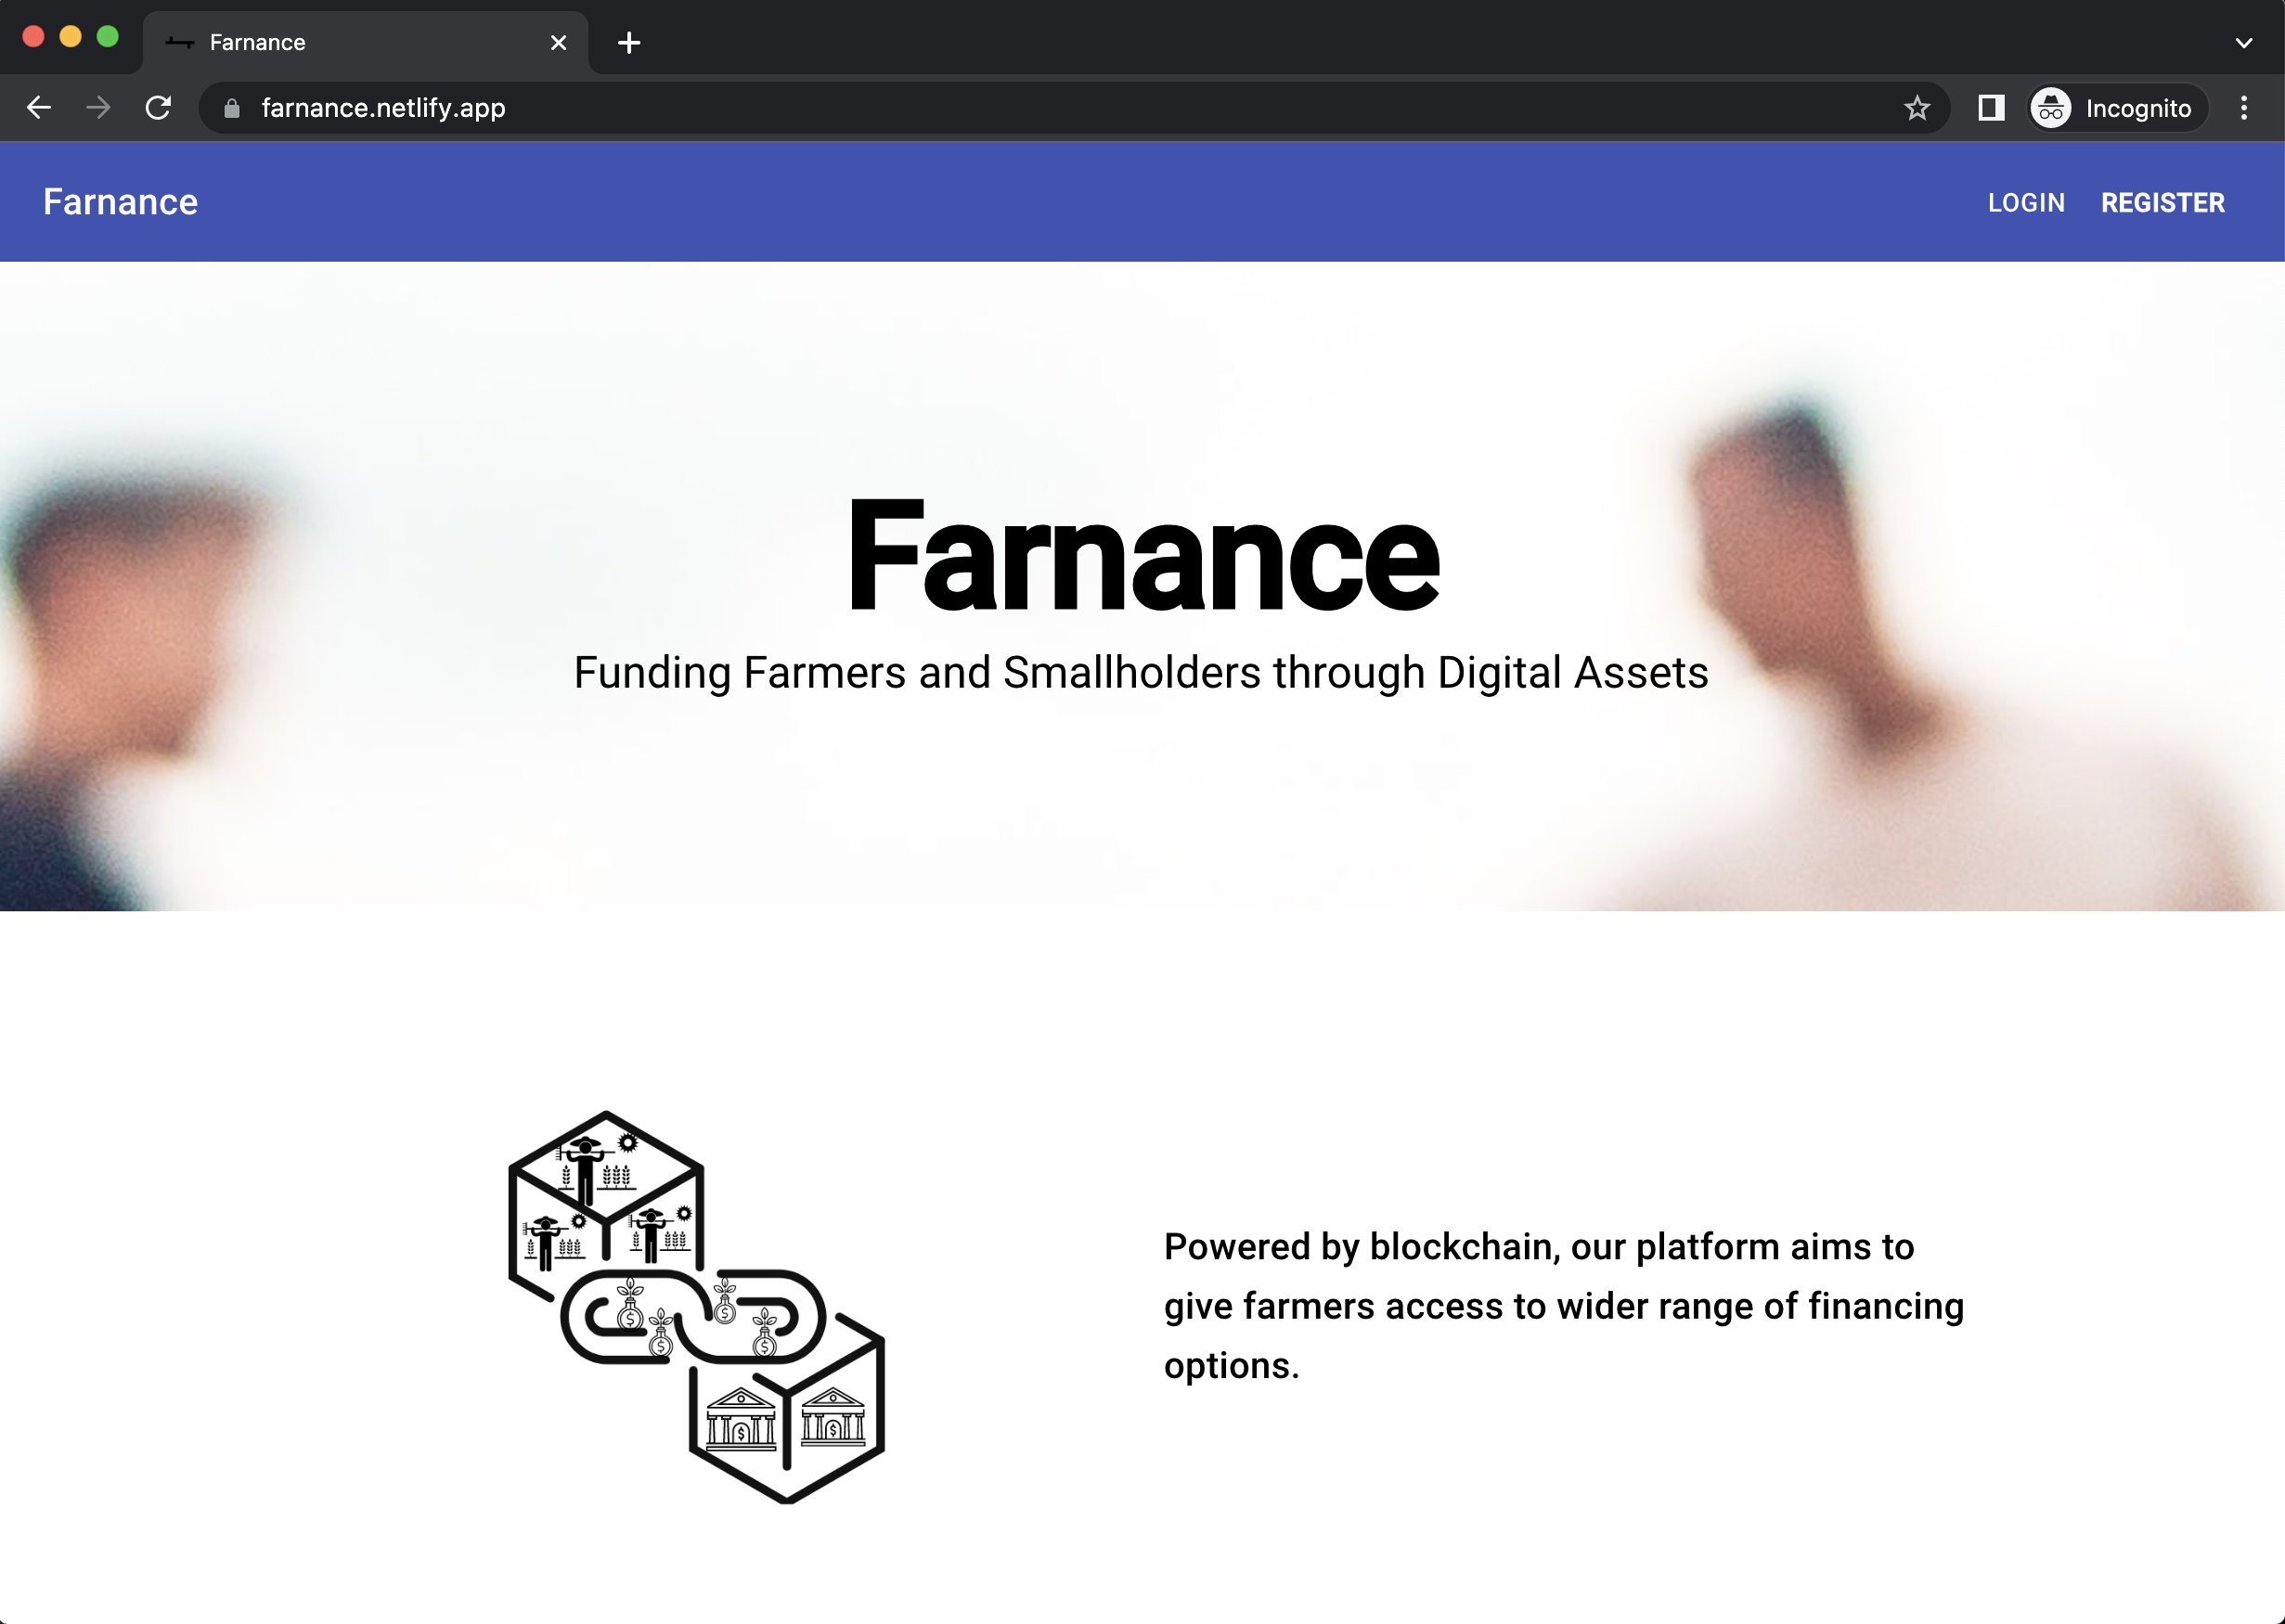 Farnance
farnance.netlify.app
Incognito
Farnance
LOGIN
REGISTER
Farnance
Funding Farmers and Smallholders through Digital Assets
Powered by blockchain, our platform aims to
give farmers access to wider range of financing
options.
$
$
$
$
$
$